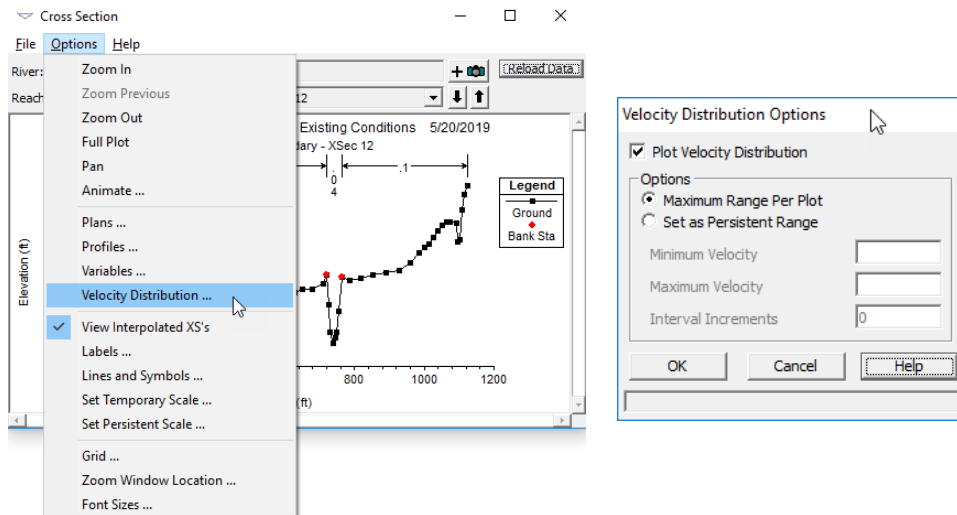 Cross Section
File Options Help
River:
Reload Data
Reach
12
Zoom In
Zoom Previous
Zoom Out
Full Plot
Pan
Animate ...
Plans ...
Profiles ...
Variables ...
Velocity Distribution ...
View Interpolated XS's
Labels ...
Lines and Symbols ...
Set Temporary Scale ...
Set Persistent Scale ...
Grid ...
Zoom Window Location ...
Font Sizes ...
Existing Conditions 5/20/2019
dary - XSec 12
.04
.1
Legend
Ground
Bank Sta
Elevation (ft)
800 1000 1200
(ft)
Velocity Distribution Options
Plot Velocity Distribution
Options
Maximum Range Per Plot
Set as Persistent Range
Minimum Velocity
Maximum Velocity
Interval Increments 0
OK Cancel Help